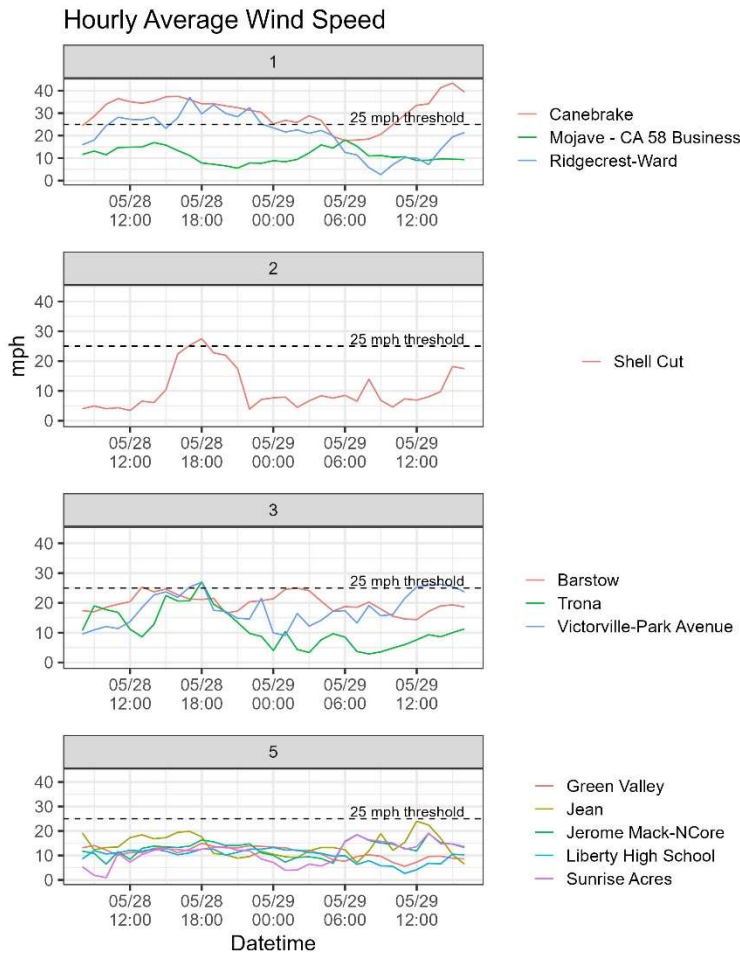 Hourly Average Wind Speed
mph
1
40
30
20
10
0
25 mph threshold
05/28 05/28 05/29 05/29 05/29
12:00 18:00 00:00 06:00 12:00
Canebrake
Mojave - CA 58 Business
Ridgecrest-Ward
2
40
30
20
10
0
25 mph threshold
05/28 05/28 05/29 05/29 05/29
12:00 18:00 00:00 06:00 12:00
Shell Cut
3
40
30
20
10
0
25 mph threshold
05/28 05/28 05/29 05/29 05/29
12:00 18:00 00:00 06:00 12:00
Barstow
Trona
Victorville-Park Avenue
5
40
30
20
10
0
25 mph threshold
05/28 05/28 05/29 05/29 05/29
12:00 18:00 00:00 06:00 12:00
Green Valley
Jean
Jerome Mack-NCore
Liberty High School
Sunrise Acres
Datetime